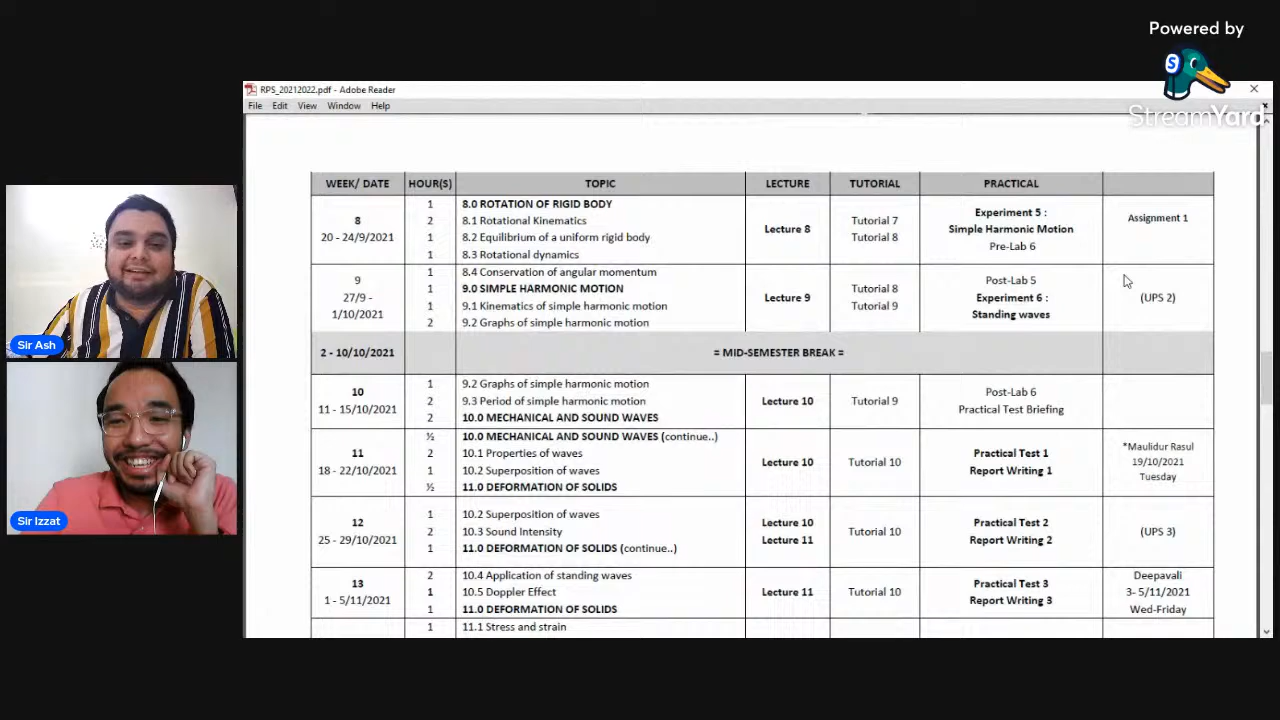 Powered by
S
StreamYard
RPS_20212022.pdf - Adobe Reader
File Edit View Window Help
WEEK/ DATE HOUR(S) TOPIC LECTURE TUTORIAL PRACTICAL
8
20 - 24/9/2021
1
2
1
1
8.0 ROTATION OF RIGID BODY
8.1 Rotational Kinematics
8.2 Equilibrium of a uniform rigid body
8.3 Rotational dynamics
Lecture 8
Tutorial 7
Tutorial 8
Experiment 5 :
Simple Harmonic Motion
Pre-Lab 6
Assignment 1
9
27/9 -
1/10/2021
1
1
1
2
8.4 Conservation of angular momentum
9.0 SIMPLE HARMONIC MOTION
9.1 Kinematics of simple harmonic motion
9.2 Graphs of simple harmonic motion
Lecture 9
Tutorial 8
Tutorial 9
Post-Lab 5
Experiment 6 :
Standing waves
(UPS 2)
2 - 10/10/2021
= MID-SEMESTER BREAK =
10
11 - 15/10/2021
1
2
2
9.2 Graphs of simple harmonic motion
9.3 Period of simple harmonic motion
10.0 MECHANICAL AND SOUND WAVES
Lecture 10
Tutorial 9
Post-Lab 6
Practical Test Briefing
11
18 - 22/10/2021
½
2
1
½
10.0 MECHANICAL AND SOUND WAVES (continue..)
10.1 Properties of waves
10.2 Superposition of waves
11.0 DEFORMATION OF SOLIDS
Lecture 10
Tutorial 10
Practical Test 1
Report Writing 1
*Maulidur Rasul
19/10/2021
Tuesday
12
25 - 29/10/2021
1
2
1
10.2 Superposition of waves
10.3 Sound Intensity
11.0 DEFORMATION OF SOLIDS (continue..)
Lecture 10
Lecture 11
Tutorial 10
Practical Test 2
Report Writing 2
(UPS 3)
13
1 - 5/11/2021
2
1
1
10.4 Application of standing waves
10.5 Doppler Effect
11.0 DEFORMATION OF SOLIDS
Lecture 11
Tutorial 10
Practical Test 3
Report Writing 3
Deepavali
3- 5/11/2021
Wed-Friday
1
11.1 Stress and strain
Sir Ash
Sir Izzat